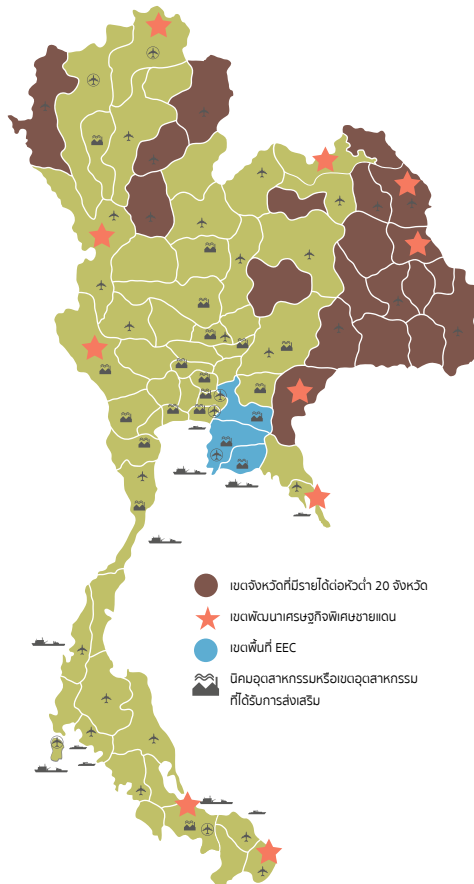 เขตจังหวัดที่มีรายได้ต่อหัวต่ำ 20 จังหวัด
เขตพัฒนาเศรษฐกิจพิเศษชายแดน
เขตพื้นที่ EEC
นิคมอุตสาหกรรมหรือเขตอุตสาหกรรม
ที่ได้รับการส่งเสริม